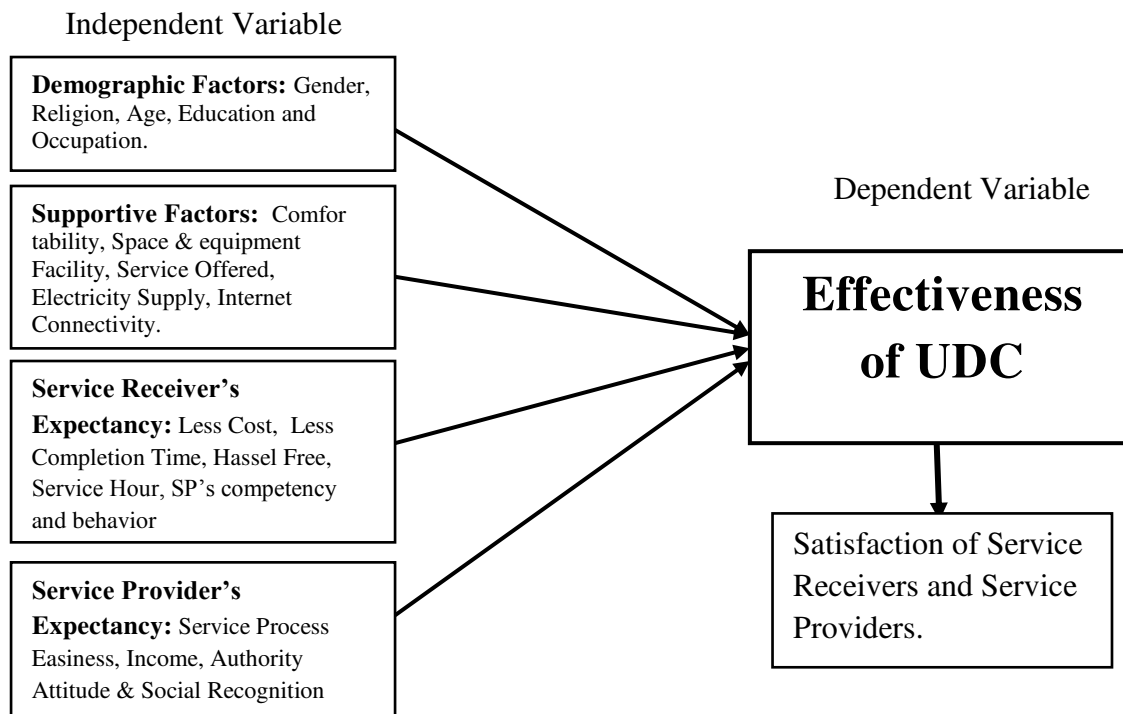 Independent Variable
Demographic Factors: Gender,
Religion, Age, Education and
Occupation.
Supportive Factors: Comfor
tability, Space & equipment
Facility, Service Offered,
Electricity Supply, Internet
Connectivity.
Service Receiver's
Expectancy: Less Cost, Less
Completion Time, Hassel Free,
Service Hour, SP's competency
and behavior
Service Provider's
Expectancy: Service Process
Easiness, Income, Authority
Attitude & Social Recognition
Dependent Variable
Effectiveness
of UDC
Satisfaction of Service
Receivers and Service
Providers.